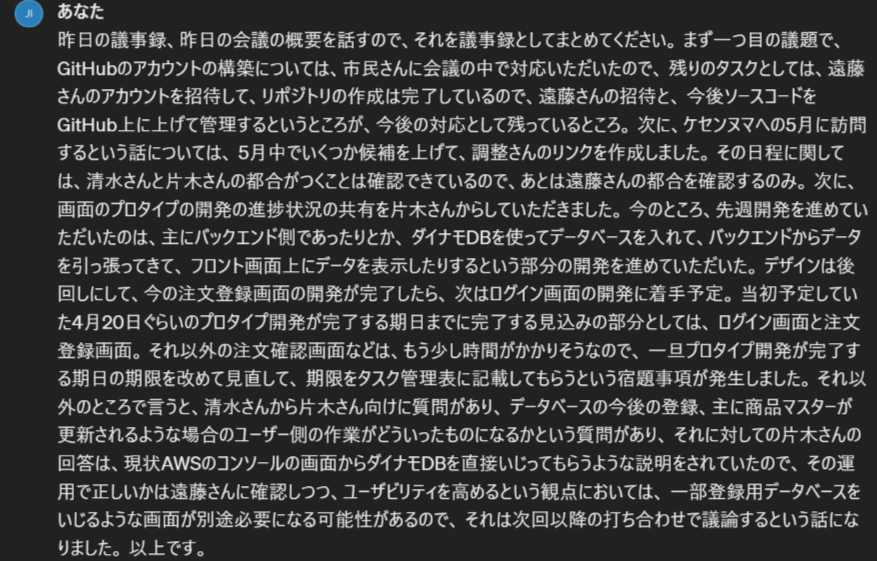 JI
あなた
昨日の議事録、昨日の会議の概要を話すので、それを議事録としてまとめてください。まず一つ目の議題で、
GitHubのアカウントの構築については、市民さんに会議の中で対応いただいたので、残りのタスクとしては、遠藤
さんのアカウントを招待して、リポジトリの作成は完了しているので、遠藤さんの招待と、今後ソースコードを
GitHub上に上げて管理するというところが、今後の対応として残っているところ。次に、ケセンヌマへの5月に訪問
するという話については、5月中でいくつか候補を上げて、調整さんのリンクを作成しました。その日程に関して
は、清水さんと片木さんの都合がつくことは確認できているので、あとは遠藤さんの都合を確認するのみ。次に、
画面のプロタイプの開発の進捗状況の共有を片木さんからしていただきました。今のところ、先週開発を進めてい
ただいたのは、主にバックエンド側であったりとか、ダイナモDBを使ってデータベースを入れて、バックエンドからデータ
を引っ張ってきて、フロント画面上にデータを表示したりするという部分の開発を進めていただいた。デザインは後
回しにして、今の注文登録画面の開発が完了したら、次はログイン画面の開発に着手予定。当初予定してい
た4月20日ぐらいのプロタイプ開発が完了する期日までに完了する見込みの部分としては、ログイン画面と注文
登録画面。それ以外の注文確認画面などは、もう少し時間がかかりそうなので、一旦プロタイプ開発が完了す
る期日の期限を改めて見直して、期限をタスク管理表に記載してもらうという宿題事項が発生しました。それ以
外のところで言うと、清水さんから片木さん向けに質問があり、データベースの今後の登録、主に商品マスターが
更新されるような場合のユーザー側の作業がどういったものになるかという質問があり、それに対しての片木さんの
回答は、現状AWSのコンソールの画面からダイナモDBを直接いじってもらうような説明をされていたので、その運
用で正しいかは遠藤さんに確認しつつ、ユーザビリティを高めるという観点においては、一部登録用データベースを
いじるような画面が別途必要になる可能性があるので、それは次回以降の打ち合わせで議論するという話にな
りました。以上です。